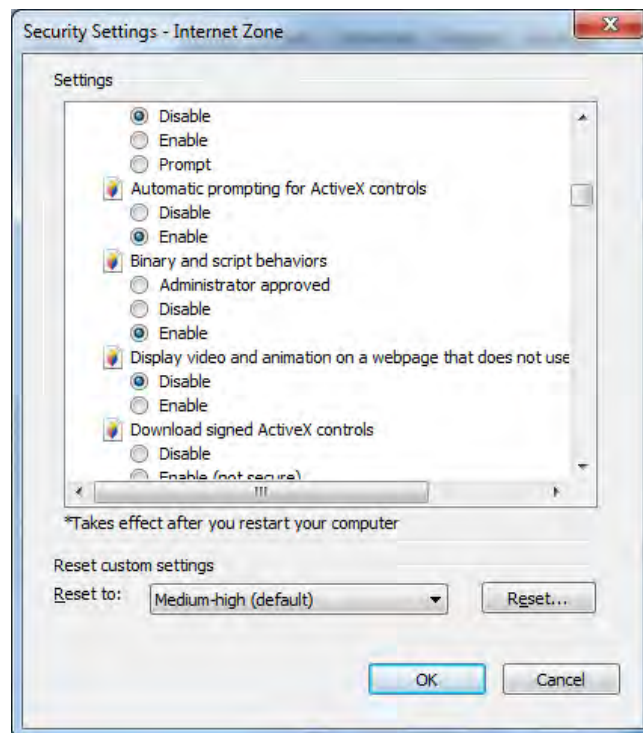 Security Settings - Internet Zone
Settings
Disable
Enable
Prompt
Automatic prompting for ActiveX controls
Disable
Enable
Binary and script behaviors
Administrator approved
Disable
Enable
Display video and animation on a webpage that does not use
Disable
Enable
Download signed ActiveX controls
Disable
Enable (not secure)
*Takes effect after you restart your computer
Reset custom settings
Reset to: Medium-high (default) Reset...
OK Cancel